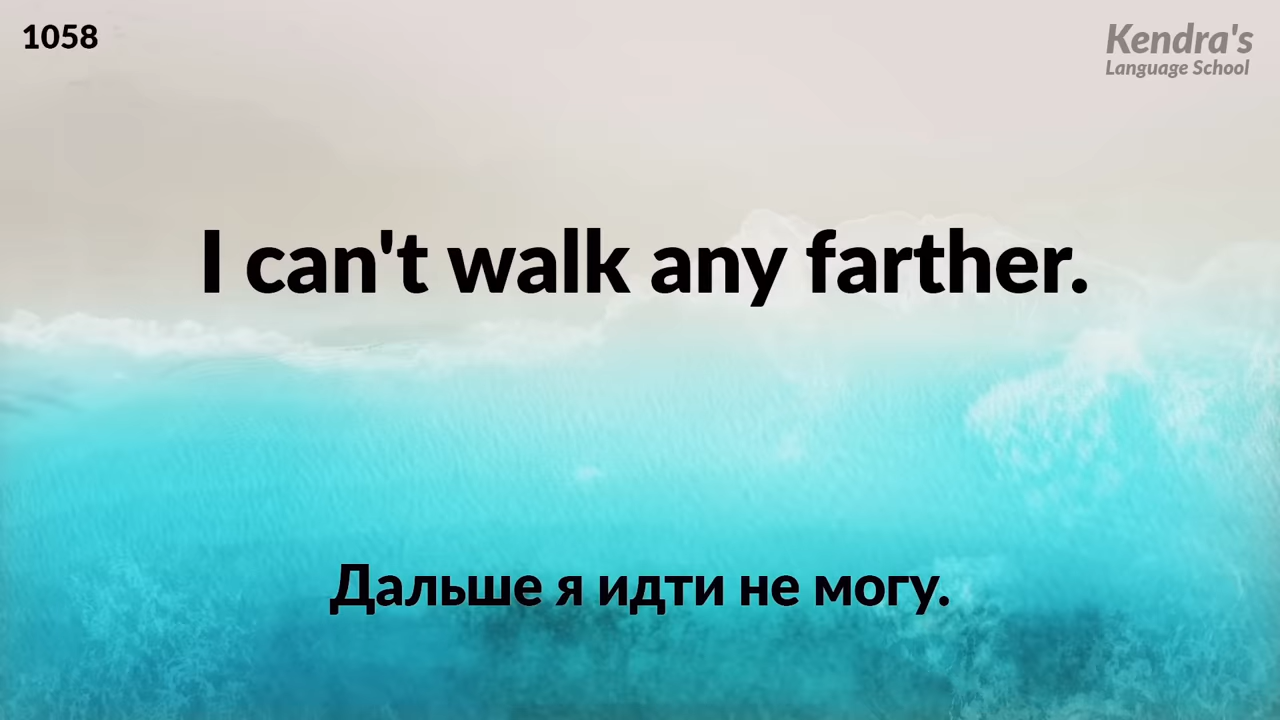 1058
Kendra's
Language School
I can't walk any farther.
Дальше я идти не могу.